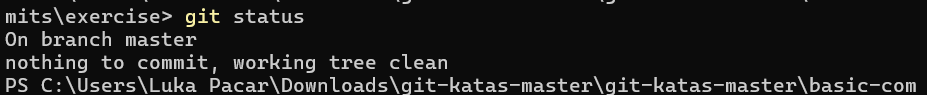 mits\exercise> git status
On branch master
nothing to commit, working tree clean
PS C:\Users\Luka Pacar\Downloads\git-katas-master\git-katas-master\basic-com